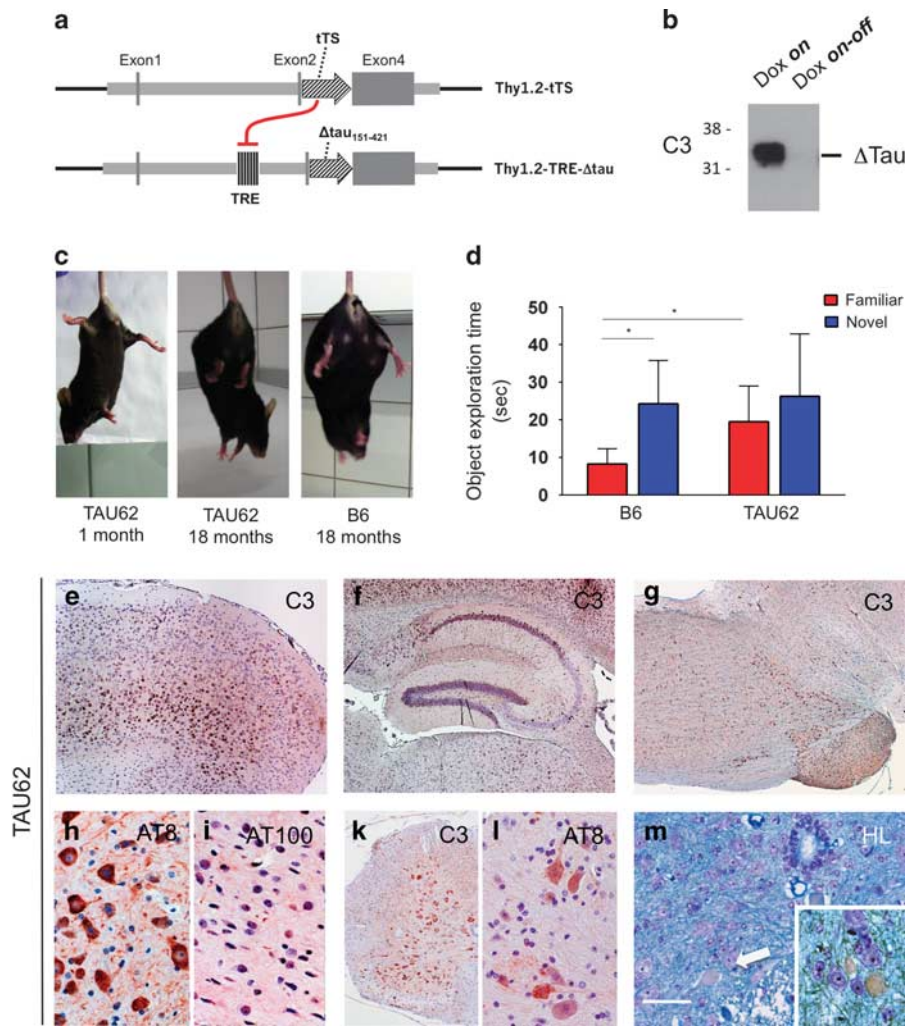 a
tTS
Exon1 Exon2 Exon4
Thy1.2-tTS
Δtau151-421
Thy1.2-TRE-Δtau
TRE
b
Dox on
Dox on-off
C3
38 -
31 -
ΔTau
c
TAU62
1 month
TAU62
18 months
B6
18 months
d
Familiar
Novel
Object exploration time
(sec)
50
40
30
20
10
0
*
*
B6 TAU62
TAU62
e C3
f C3
g C3
h AT8
i AT100
k C3
l AT8
m HL